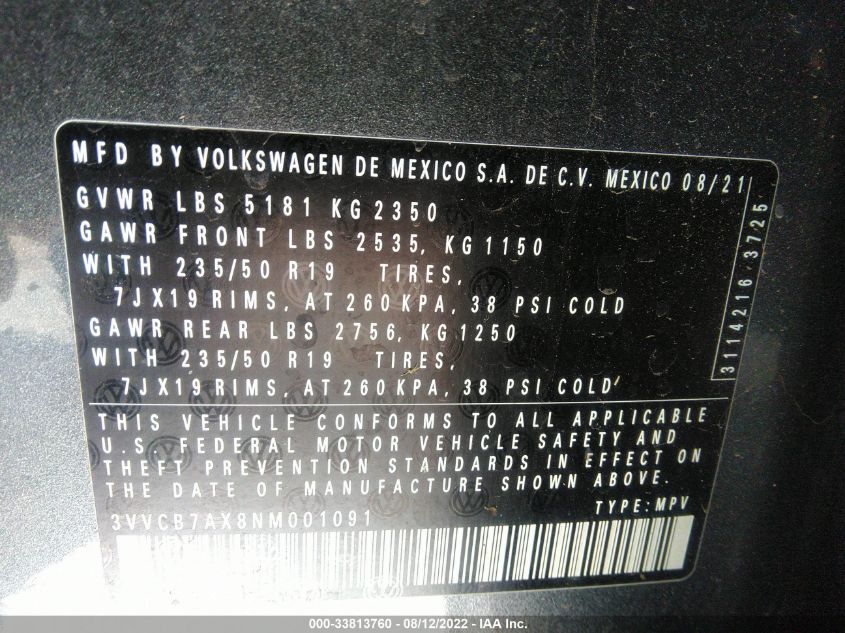 MFD BY VOLKSWAGEN DE MEXICO S.A. DE C.V. MEXICO 08/21
GVWR LBS 5181 KG 2350
GAWR FRONT LBS 2535, KG 1150
WITH 235/50 R19 TIRES,
7JX19 RIMS, AT 260 KPA, 38 PSI COLD
GAWR REAR LBS 2756, KG 1250
WITH 235/50 R19 TIRES,
7JX19 RIMS, AT 260 KPA, 38 PSI COLD
3114216 3725
THIS VEHICLE CONFORMS TO ALL APPLICABLE
U.S. FEDERAL MOTOR VEHICLE SAFETY AND
THEFT PREVENTION STANDARDS IN EFFECT ON
THE DATE OF MANUFACTURE SHOWN ABOVE.
3VVCB7AX8NM001091 TYPE: MPV
000-33813760 - 08/12/2022 - IAA Inc.